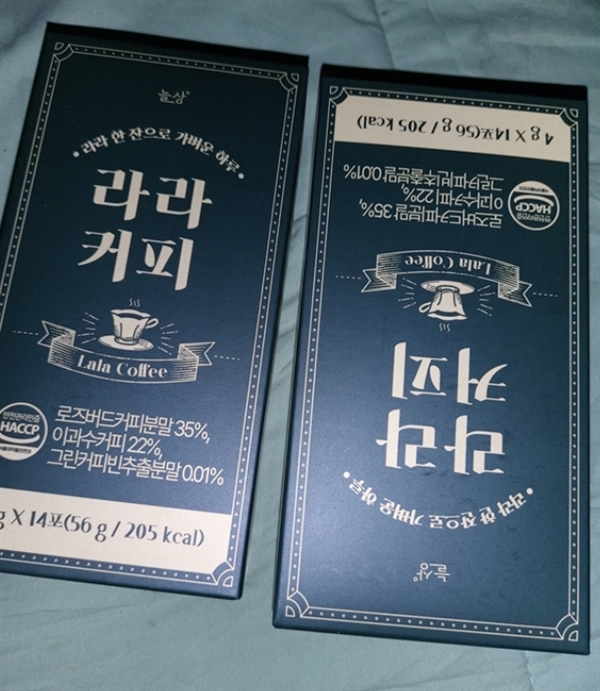 늘상
라라 한 잔으로 가벼운 하루
라라
커피
Lala Coffee
HACCP
로즈버드커피분말 35%,
이과수커피 22%,
그린커피빈추출분말 0.01%
g X 14포(56 g / 205 kcal)
늘상
라라 한 잔으로 가벼운 하루
라라
커피
Lala Coffee
HACCP
로즈버드커피분말 35%,
이과수커피 22%,
그린커피빈추출분말 0.01%
4 g X 14포(56 g / 205 kcal)